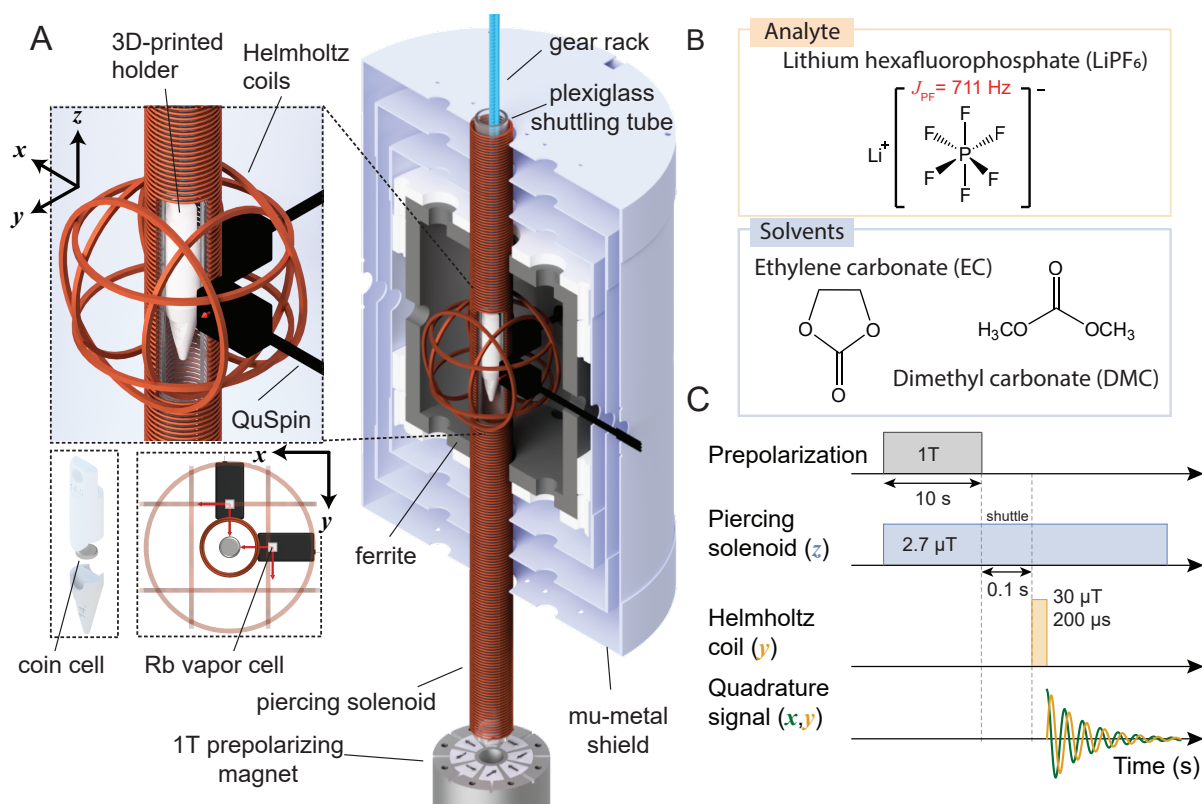 A
3D-printed
holder
Helmholtz
coils
gear rack
plexiglass
shuttling tube
z
x
y
QuSpin
ferrite
x
y
coin cell
Rb vapor cell
piercing solenoid
1T prepolarizing
magnet
mu-metal
shield
B
Analyte
Lithium hexafluorophosphate (LiPF₆)
J_PF = 711 Hz
Li⁺
−
F
F
F
P
F
F
F
Solvents
Ethylene carbonate (EC)
O
O
O
O
H₃CO
OCH₃
Dimethyl carbonate (DMC)
C
Prepolarization
1T
10 s
Piercing
solenoid (z)
shuttle
2.7 µT
0.1 s
Helmholtz
coil (y)
30 µT
200 µs
Quadrature
signal (x,y)
Time (s)